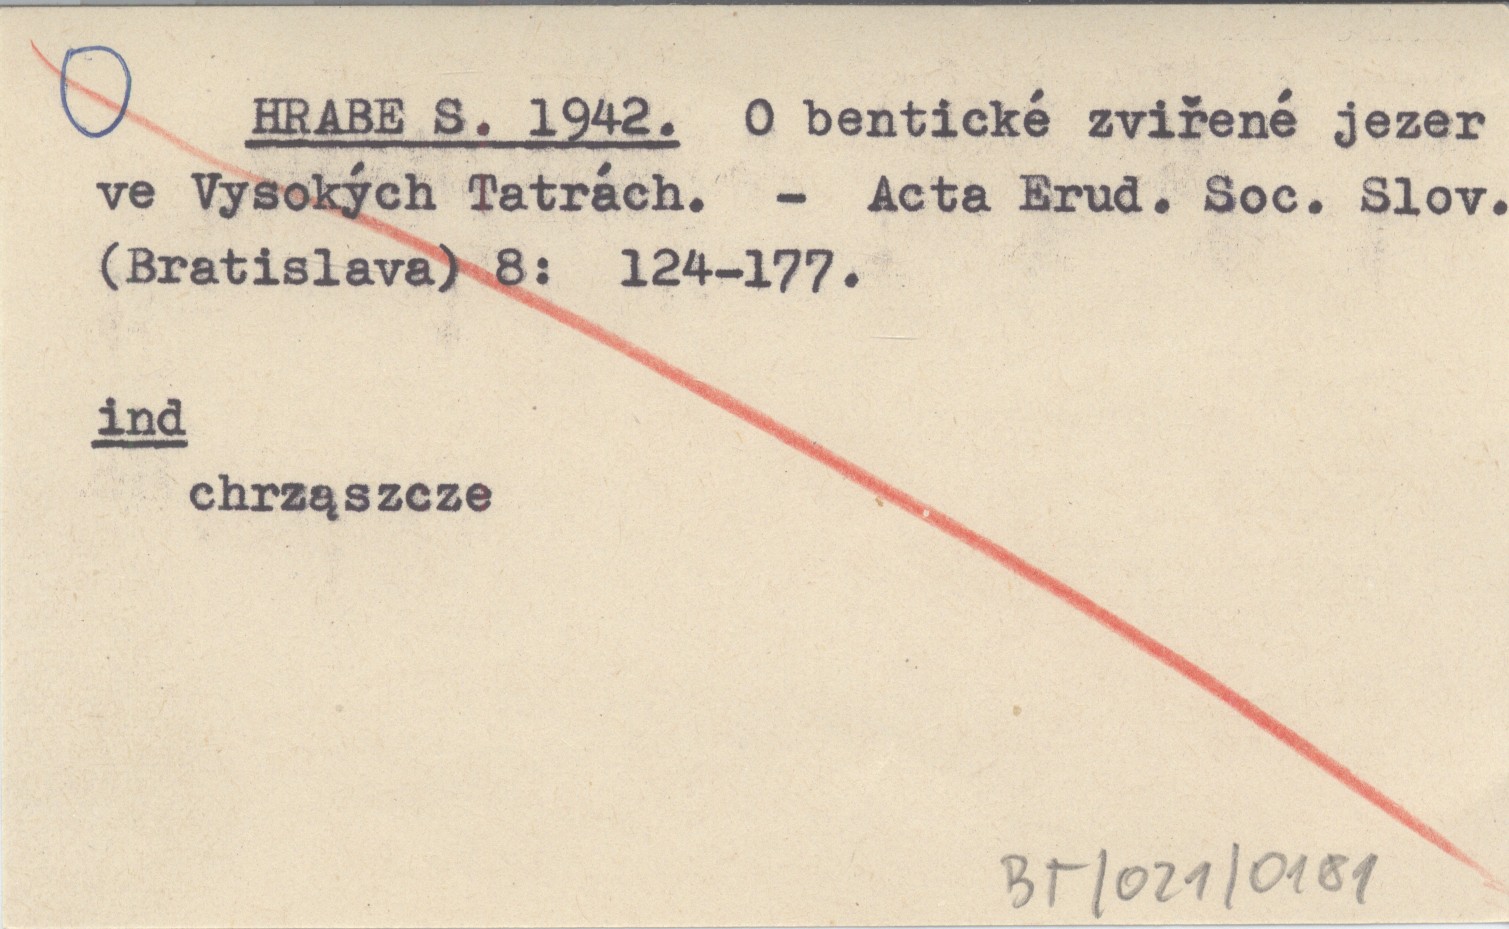 HRABE S. 1942. O bentické zviřené jezer
ve Vysokých Tatrách. - Acta Erud. Soc. Slov.
(Bratislava) 8: 124-177.
ind
chrząszcze
BT/021/0181